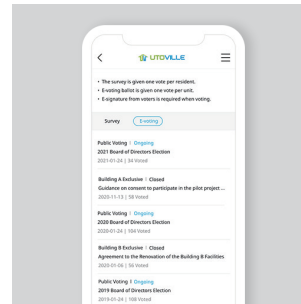 UTOVILLE
• The survey is given one vote per resident.
• E-voting ballot is given one vote per unit.
• E-signature from voters is required when voting.
Survey E-voting
Public Voting | Ongoing
2021 Board of Directors Election
2021-01-24 | 34 Voted
Building A Exclusive | Closed
Guidance on consent to participate in the pilot project ...
2020-11-13 | 58 Voted
Public Voting | Ongoing
2020 Board of Directors Election
2020-01-24 | 104 Voted
Building B Exclusive | Closed
Agreement to the Renovation of the Building B Facilities
2020-01-06 | 56 Voted
Public Voting | Ongoing
2019 Board of Directors Election
2019-01-24 | 108 Voted